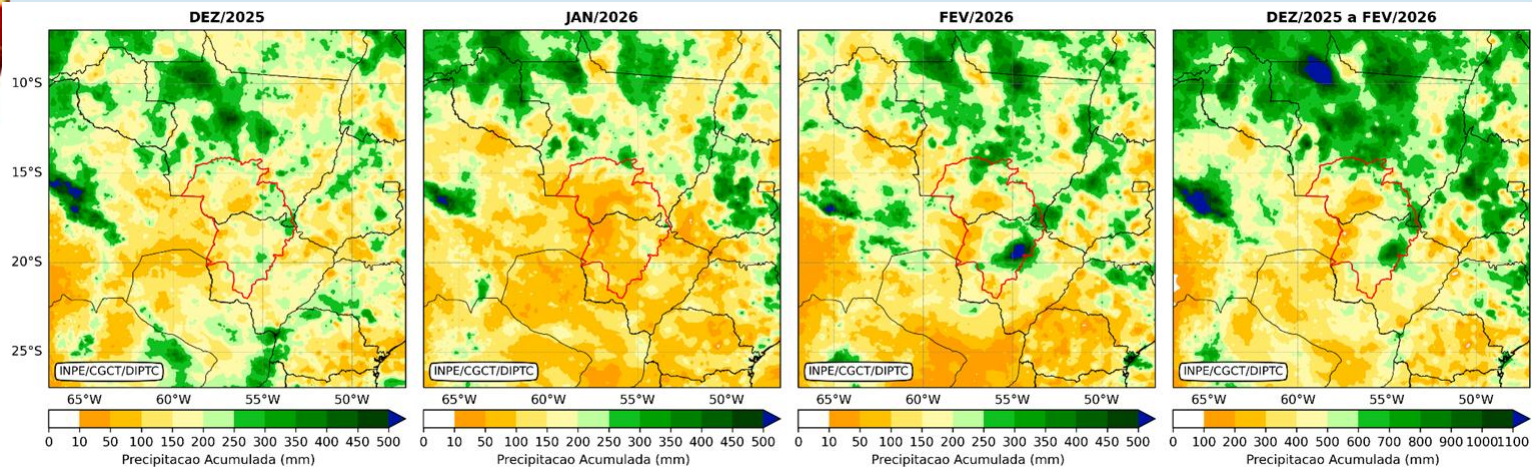 DEZ/2025 JAN/2026 FEV/2026 DEZ/2025 a FEV/2026
10°S
15°S
20°S
25°S
INPE/CGCT/DIPTC INPE/CGCT/DIPTC INPE/CGCT/DIPTC INPE/CGCT/DIPTC
65°W 60°W 55°W 50°W 65°W 60°W 55°W 50°W 65°W 60°W 55°W 50°W 65°W 60°W 55°W 50°W
0 10 50 100 150 200 250 300 350 400 450 500 0 10 50 100 150 200 250 300 350 400 450 500 0 10 50 100 150 200 250 300 350 400 450 500 0 100 200 300 400 500 600 700 800 900 1000 1100
Precipitacao Acumulada (mm) Precipitacao Acumulada (mm) Precipitacao Acumulada (mm) Precipitacao Acumulada (mm)